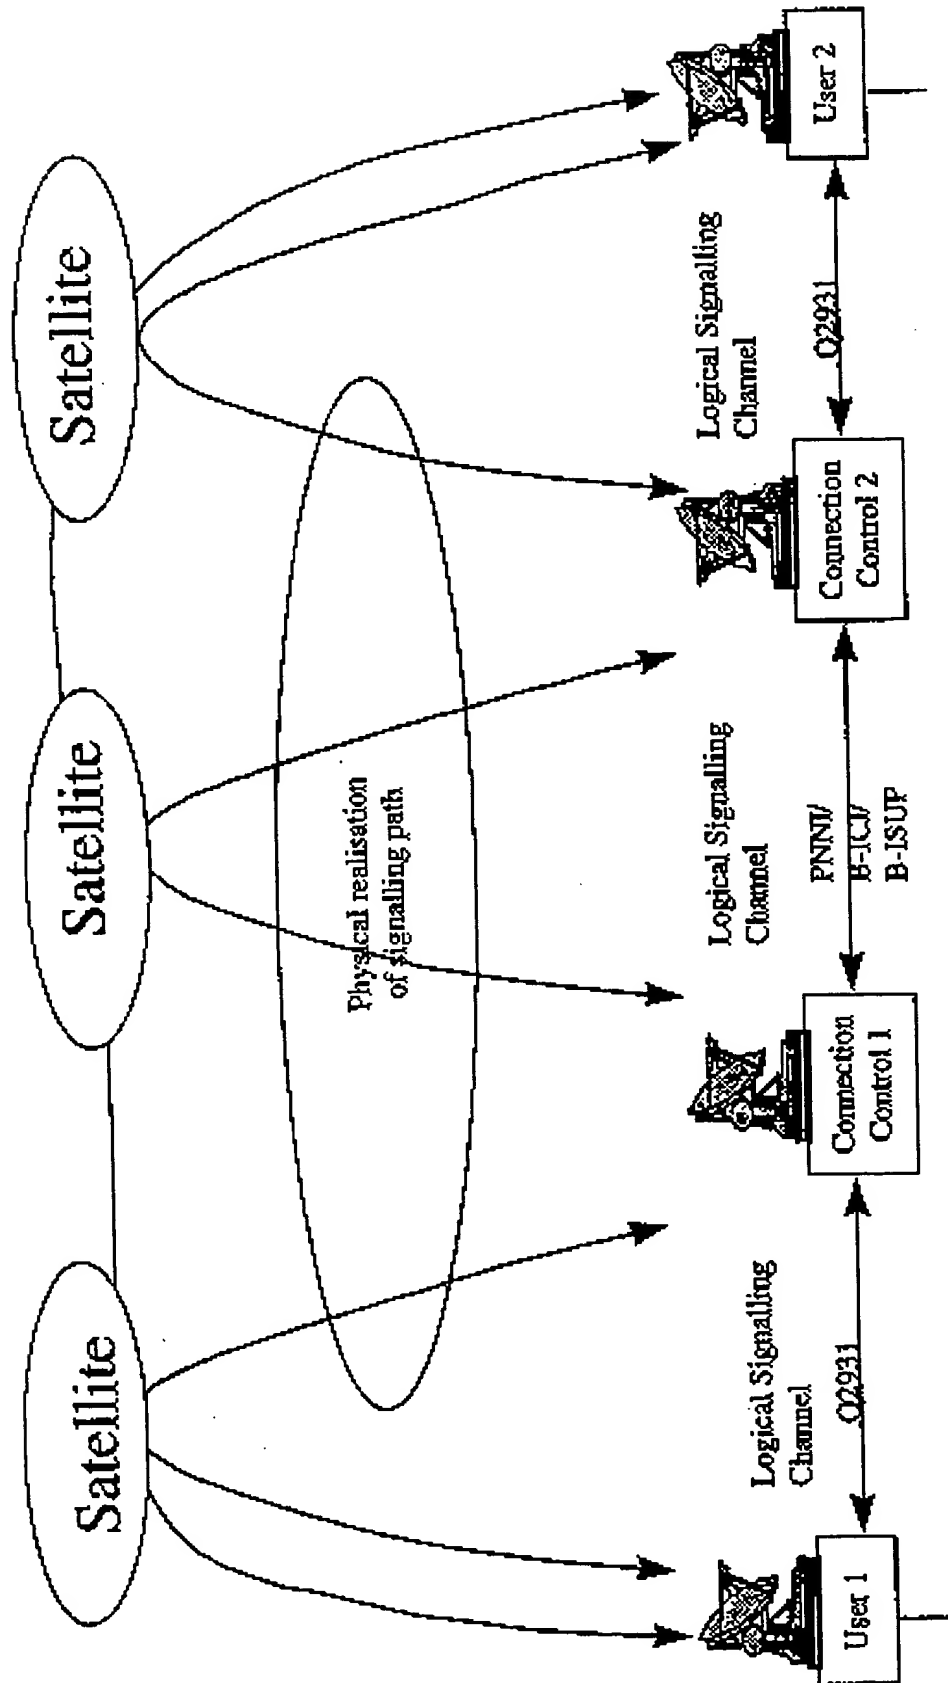 Satellite
Satellite
Satellite
Physical realisation
of signalling path
Logical Signalling
Channel
Logical Signalling
Channel
Logical Signalling
Channel
Q2931
PNNI/
B-ICI/
B-ISUP
Q2931
User 1
Connection
Control 1
Connection
Control 2
User 2